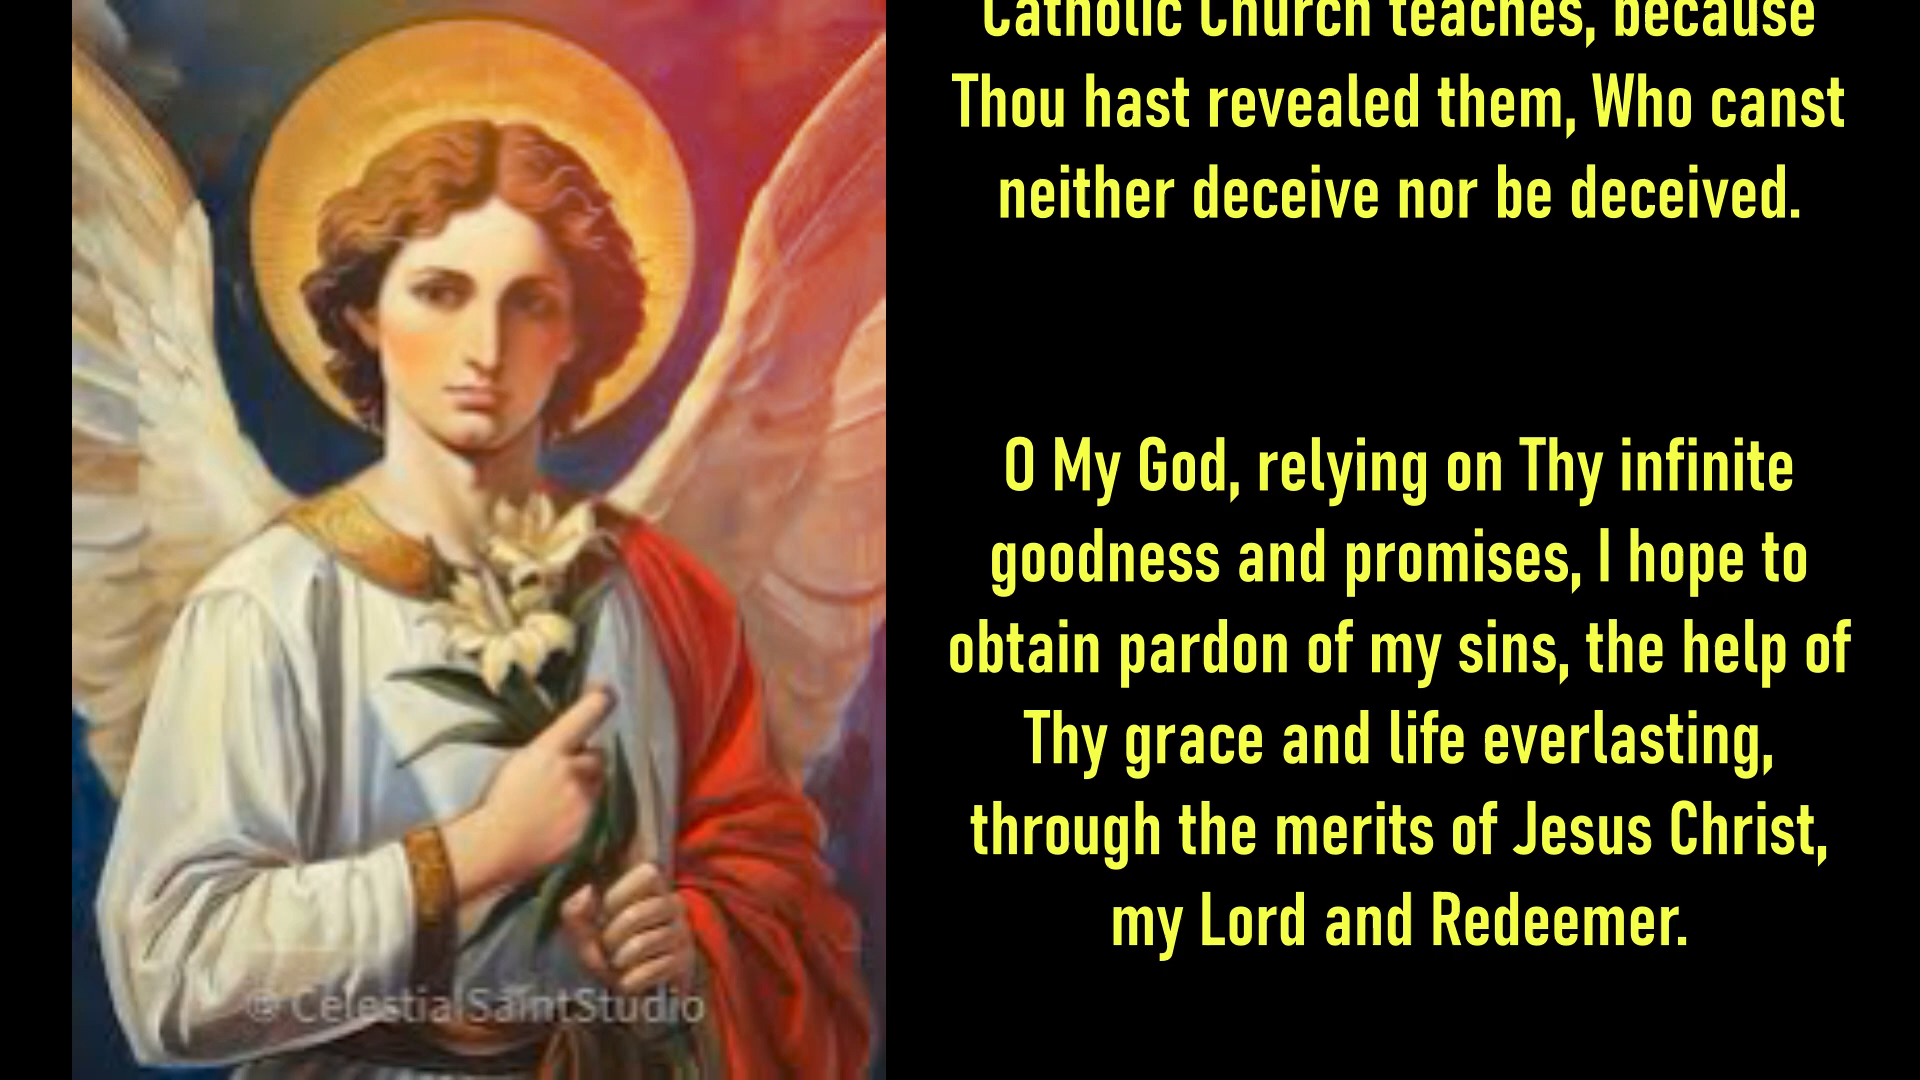 Catholic Church teaches, because
Thou hast revealed them, Who canst
neither deceive nor be deceived.
O My God, relying on Thy infinite
goodness and promises, I hope to
obtain pardon of my sins, the help of
Thy grace and life everlasting,
through the merits of Jesus Christ,
my Lord and Redeemer.
© CelestialSaintStudio